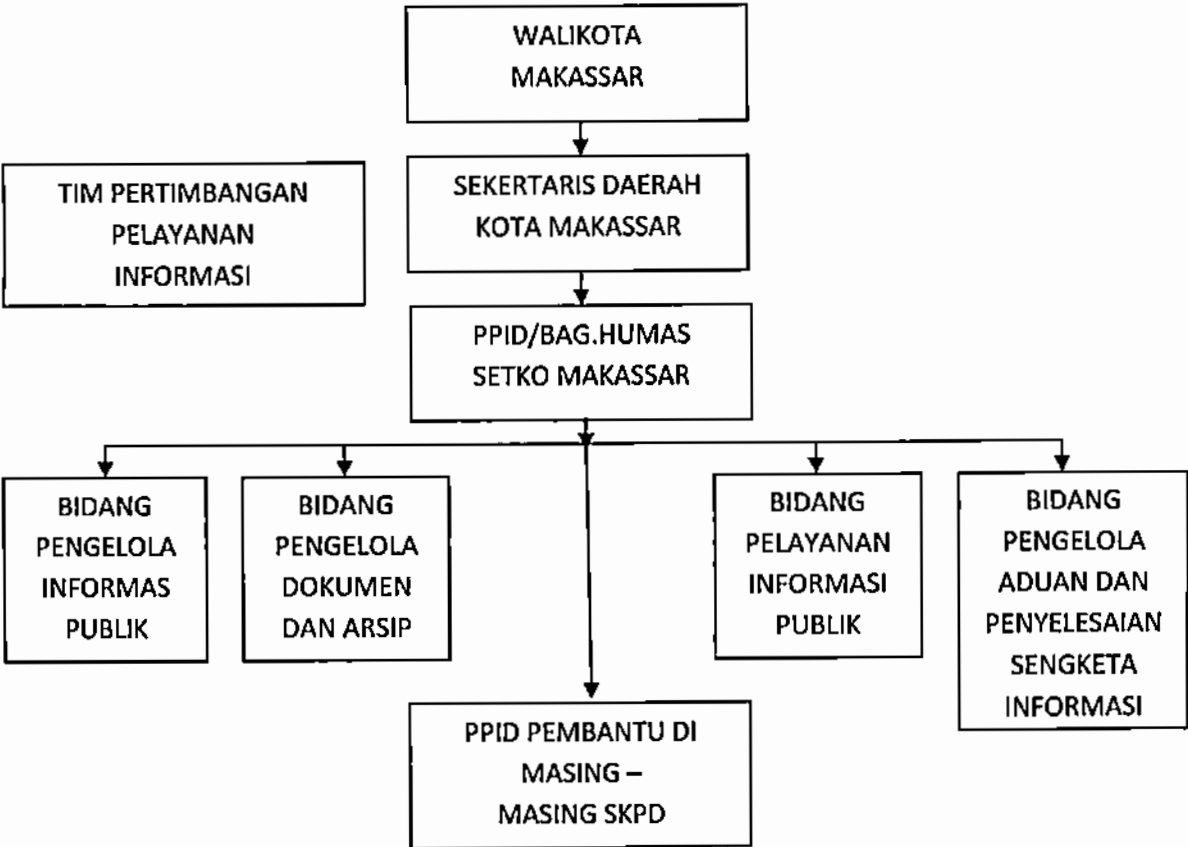 WALIKOTA
MAKASSAR
TIM PERTIMBANGAN
PELAYANAN
INFORMASI
SEKERTARIS DAERAH
KOTA MAKASSAR
PPID/BAG.HUMAS
SETKO MAKASSAR
BIDANG
PENGELOLA
INFORMAS
PUBLIK
BIDANG
PENGELOLA
DOKUMEN
DAN ARSIP
BIDANG
PELAYANAN
INFORMASI
PUBLIK
BIDANG
PENGELOLA
ADUAN DAN
PENYELESAIAN
SENGKETA
INFORMASI
PPID PEMBANTU DI
MASING –
MASING SKPD